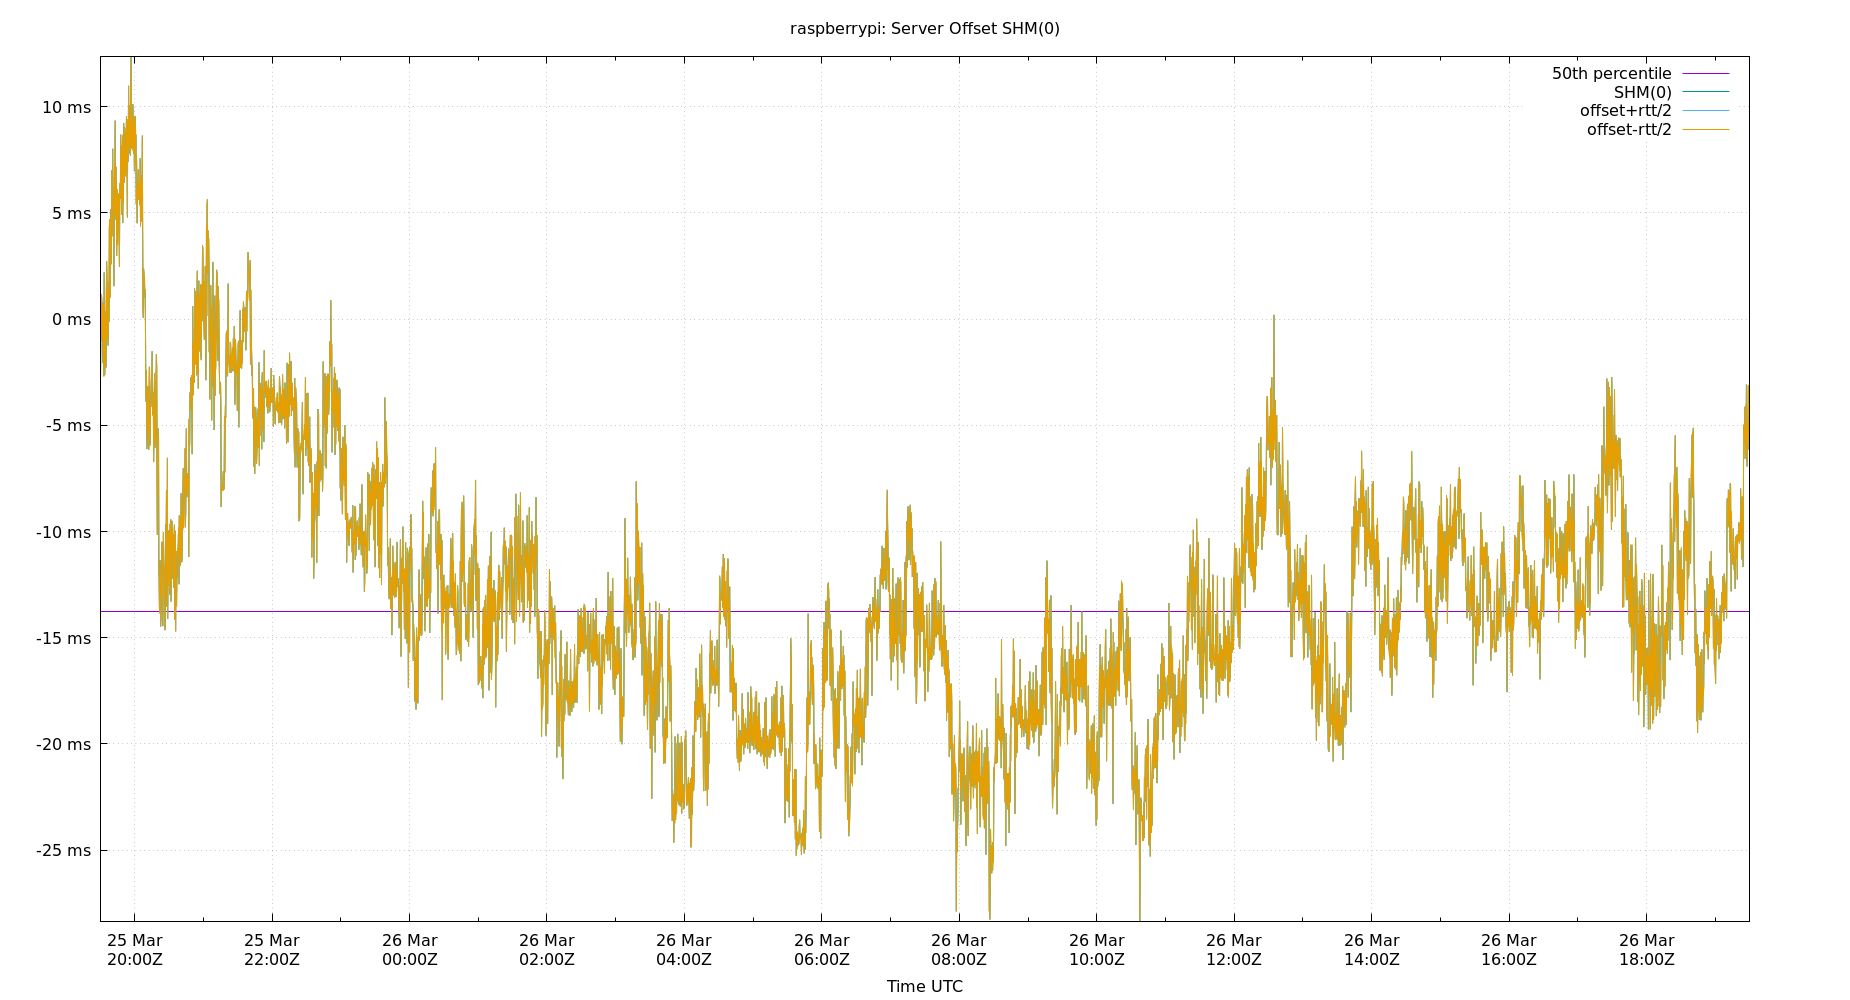 raspberrypi: Server Offset SHM(0)
50th percentile
SHM(0)
offset+rtt/2
offset-rtt/2
10 ms
5 ms
0 ms
-5 ms
-10 ms
-15 ms
-20 ms
-25 ms
25 Mar 25 Mar 26 Mar 26 Mar 26 Mar 26 Mar 26 Mar 26 Mar 26 Mar 26 Mar 26 Mar 26 Mar
20:00Z 22:00Z 00:00Z 02:00Z 04:00Z 06:00Z 08:00Z 10:00Z 12:00Z 14:00Z 16:00Z 18:00Z
Time UTC